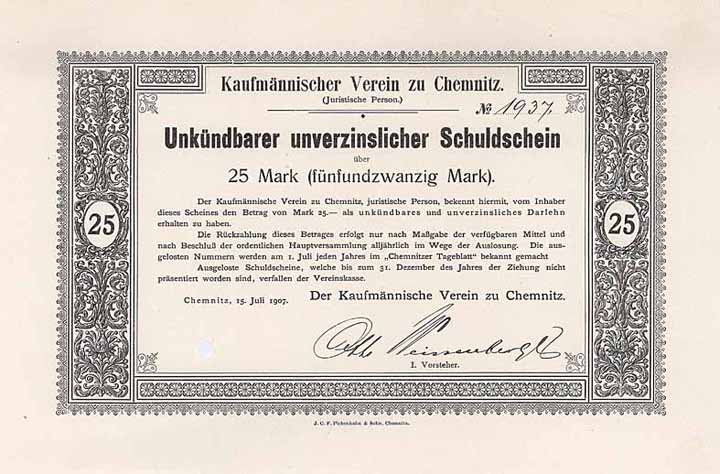 Kaufmännischer Verein zu Chemnitz.
(Juristische Person.)
№ 1937.
Unkündbarer unverzinslicher Schuldschein
über
25 Mark (fünfundzwanzig Mark).
Der Kaufmännische Verein zu Chemnitz, juristische Person, bekennt hiermit, vom Inhaber
dieses Scheines den Betrag von Mark 25.— als unkündbares und unverzinsliches Darlehn
erhalten zu haben.
Die Rückzahlung dieses Betrages erfolgt nur nach Maßgabe der verfügbaren Mittel und
nach Beschluß der ordentlichen Hauptversammlung alljährlich im Wege der Auslosung. Die aus-
gelosten Nummern werden am 1. Juli jeden Jahres im „Chemnitzer Tageblatt“ bekannt gemacht
Ausgeloste Schuldscheine, welche bis zum 31. Dezember des Jahres der Ziehung nicht
präsentiert worden sind, verfallen der Vereinskasse.
25
25
Chemnitz, 15. Juli 1907.
Der Kaufmännische Verein zu Chemnitz.
Otto Weissenberger
I. Vorsteher.
J. C. F. Pickenhahn & Sohn, Chemnitz.